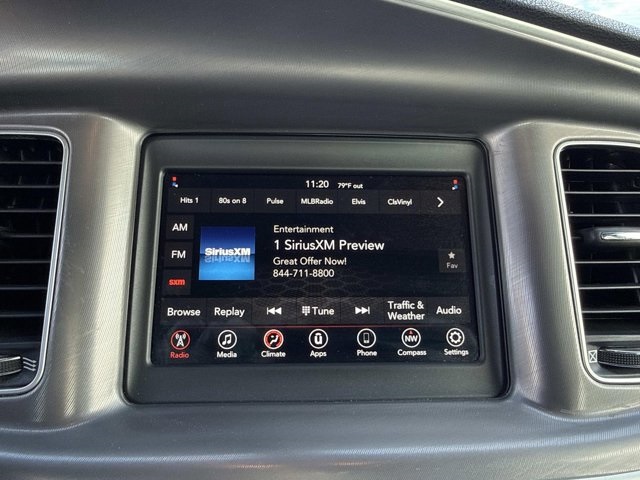 11:20 79°F out
Hits 1 80s on 8 Pulse MLBRadio Elvis ClsVinyl
AM
FM
sxm
SiriusXM
Entertainment
1 SiriusXM Preview
Great Offer Now!
844-711-8800
Fav
Browse Replay Tune Traffic & Weather Audio
NW
Radio Media Climate Apps Phone Compass Settings